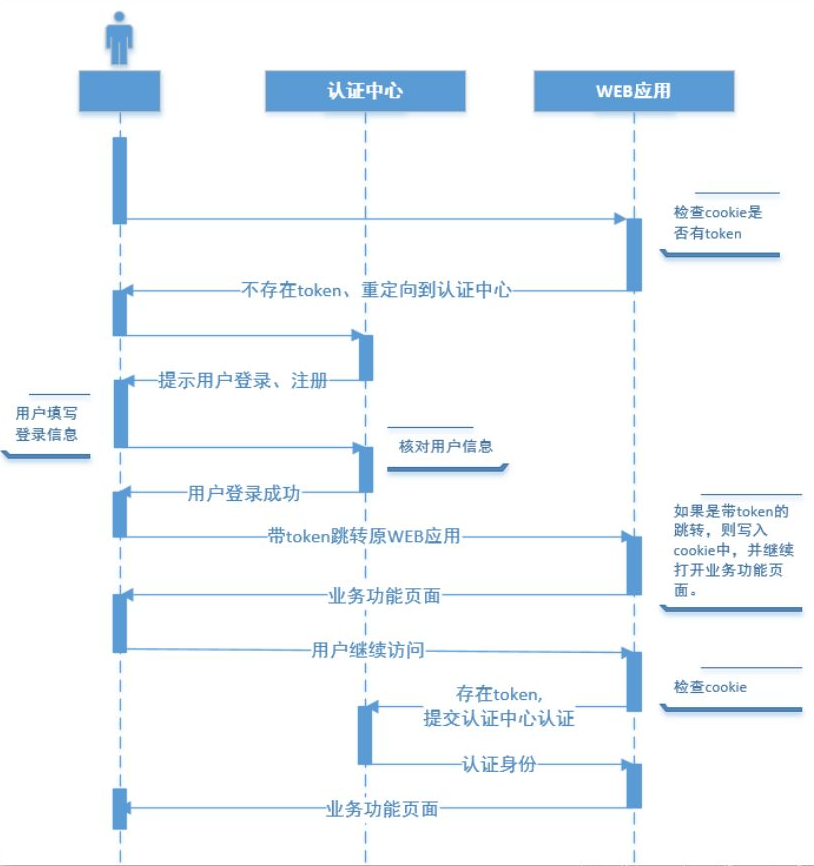 认证中心
WEB应用
检查cookie是
否有token
不存在token、重定向到认证中心
提示用户登录、注册
用户填写
登录信息
核对用户信息
用户登录成功
如果是带token的
跳转，则写入
cookie中，并继续
打开业务功能页
面。
带token跳转原WEB应用
业务功能页面
用户继续访问
检查cookie
存在token,
提交认证中心认证
认证身份
业务功能页面